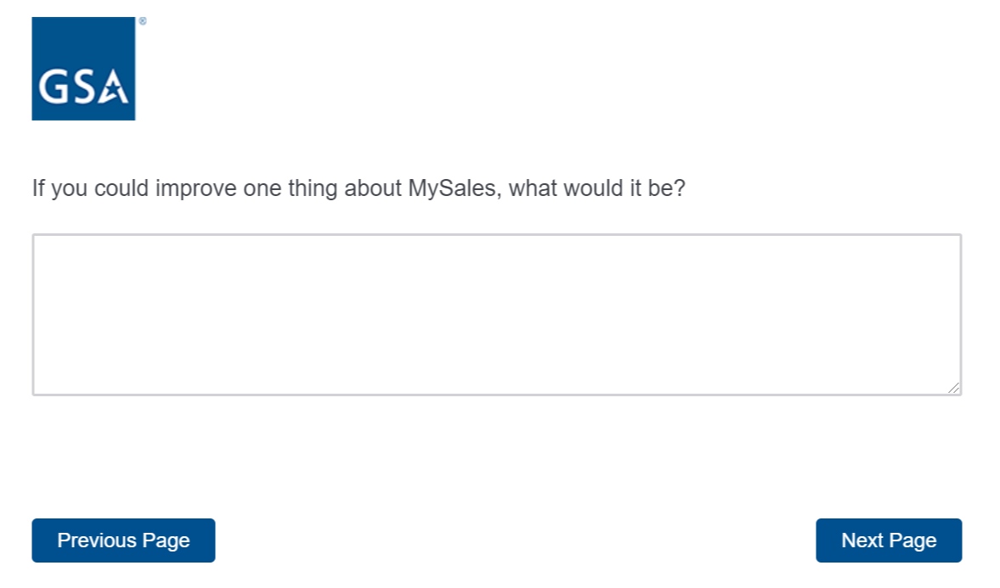 GSA®
If you could improve one thing about MySales, what would it be?
Previous Page
Next Page